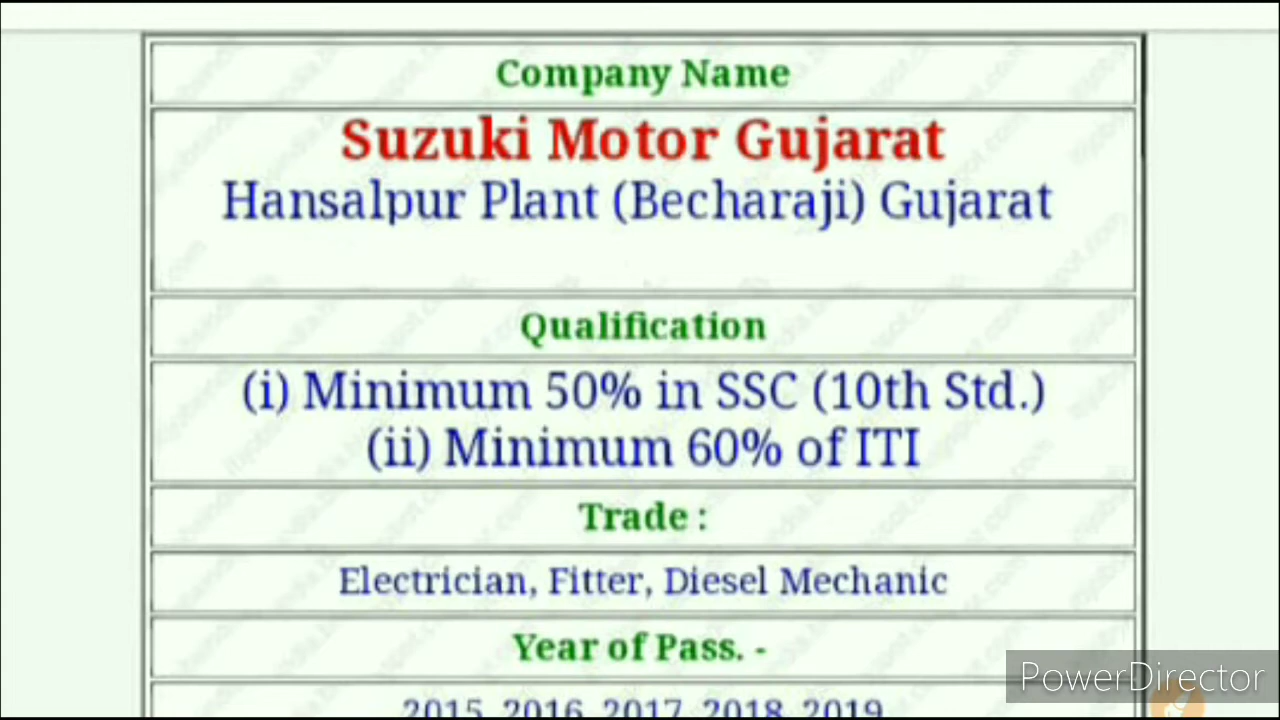 Company Name
Suzuki Motor Gujarat
Hansalpur Plant (Becharaji) Gujarat
Qualification
(i) Minimum 50% in SSC (10th Std.)
(ii) Minimum 60% of ITI
Trade :
Electrician, Fitter, Diesel Mechanic
Year of Pass. -
2015, 2016, 2017, 2018, 2019
PowerDirector